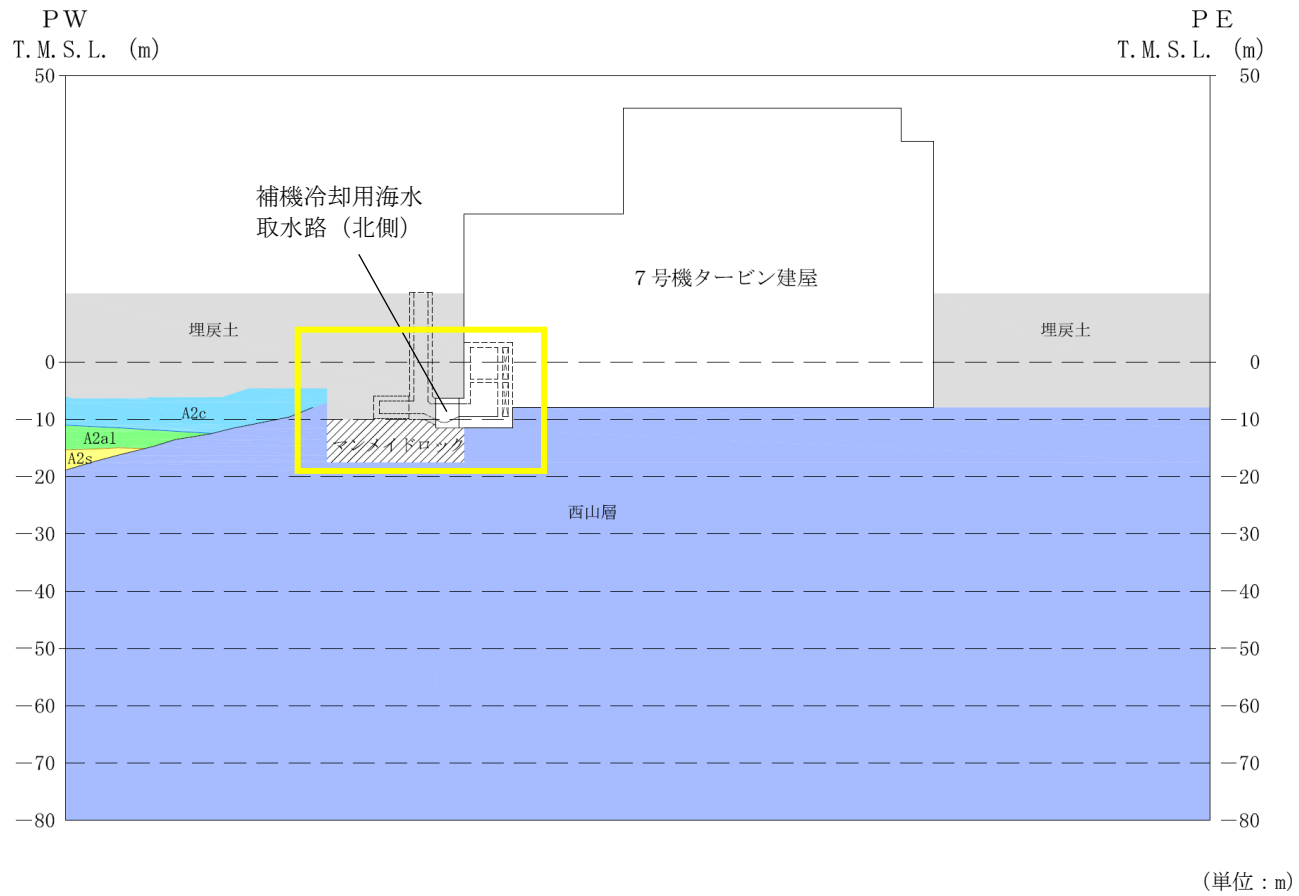 ＰＷ
T.M.S.L. (m)
ＰＥ
T.M.S.L. (m)
50
50
補機冷却用海水
取水路（北側）
７号機タービン建屋
埋戻土
埋戻土
0
0
A2c
−10
−10
A2al
マンメイドロック
A2s
−20
−20
西山層
−30
−30
−40
−40
−50
−50
−60
−60
−70
−70
−80
−80
（単位：m）